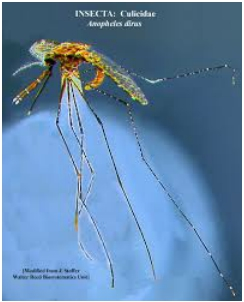 INSECTA: Culicidae
Anopheles dirus
[Modified from E Stoffer
Walter Reed Biosystematics Unit]